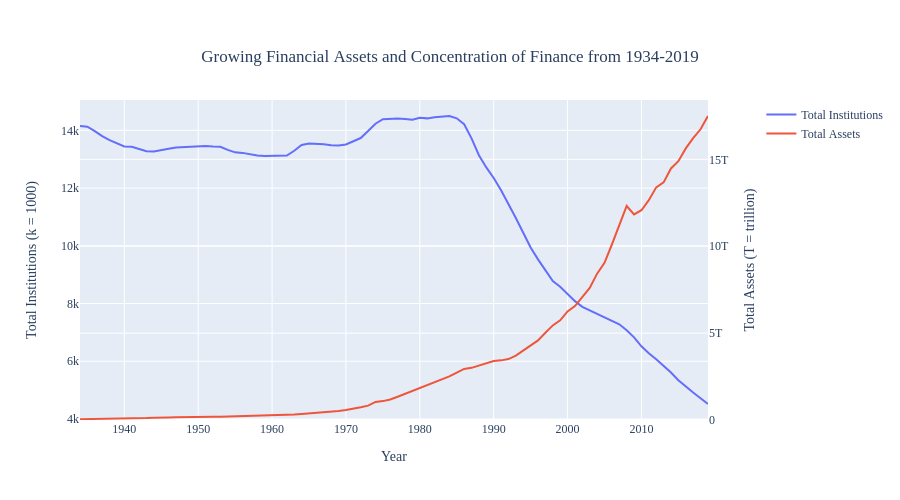 Growing Financial Assets and Concentration of Finance from 1934-2019
Total Institutions
Total Assets
14k
12k
10k
8k
6k
4k
Total Institutions (k = 1000)
15T
10T
5T
0
Total Assets (T = trillion)
1940
1950
1960
1970
1980
1990
2000
2010
Year